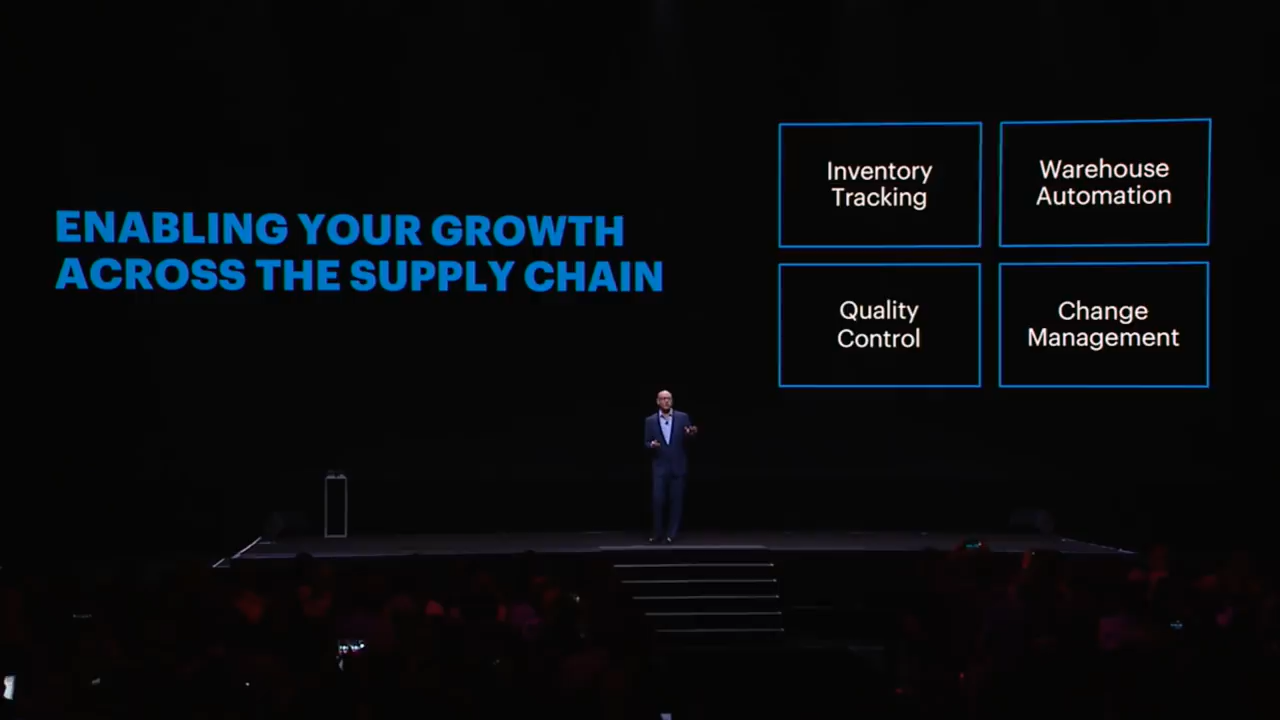 ENABLING YOUR GROWTH
ACROSS THE SUPPLY CHAIN
Inventory
Tracking
Warehouse
Automation
Quality
Control
Change
Management